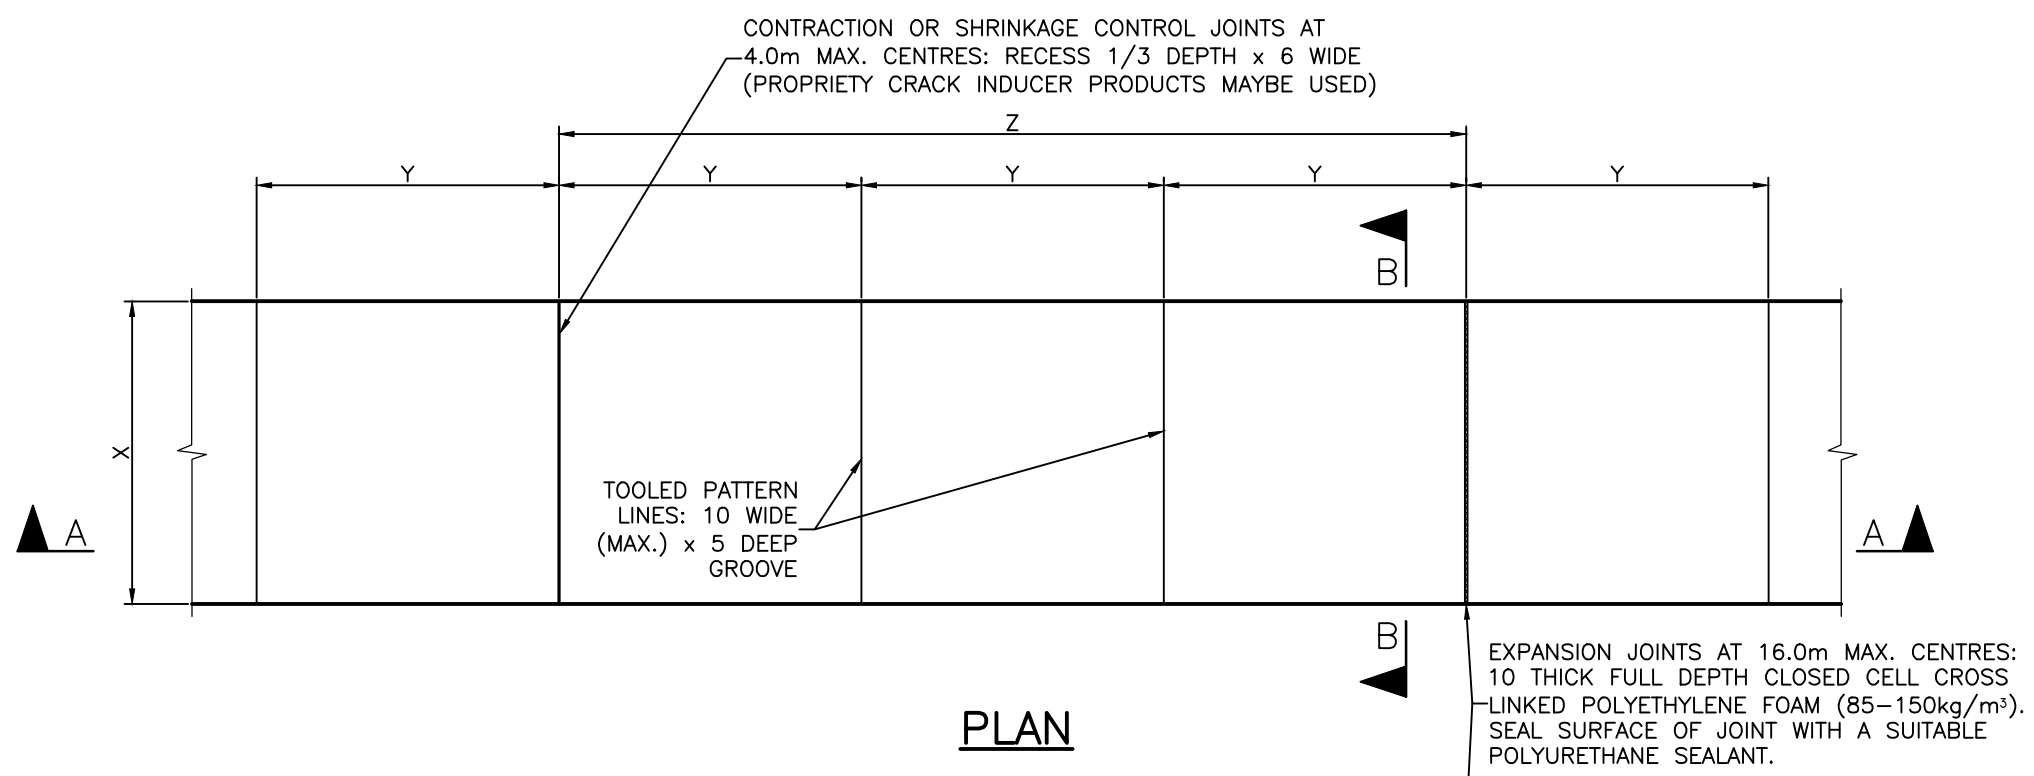 CONTRACTION OR SHRINKAGE CONTROL JOINTS AT
4.0m MAX. CENTRES: RECESS 1/3 DEPTH x 6 WIDE
(PROPRIETY CRACK INDUCER PRODUCTS MAYBE USED)
Z
Y
Y
Y
Y
Y
B
X
TOOLED PATTERN
LINES: 10 WIDE
(MAX.) x 5 DEEP
GROOVE
A
A
B
EXPANSION JOINTS AT 16.0m MAX. CENTRES:
10 THICK FULL DEPTH CLOSED CELL CROSS
LINKED POLYETHYLENE FOAM (85-150kg/m³).
SEAL SURFACE OF JOINT WITH A SUITABLE
POLYURETHANE SEALANT.
PLAN